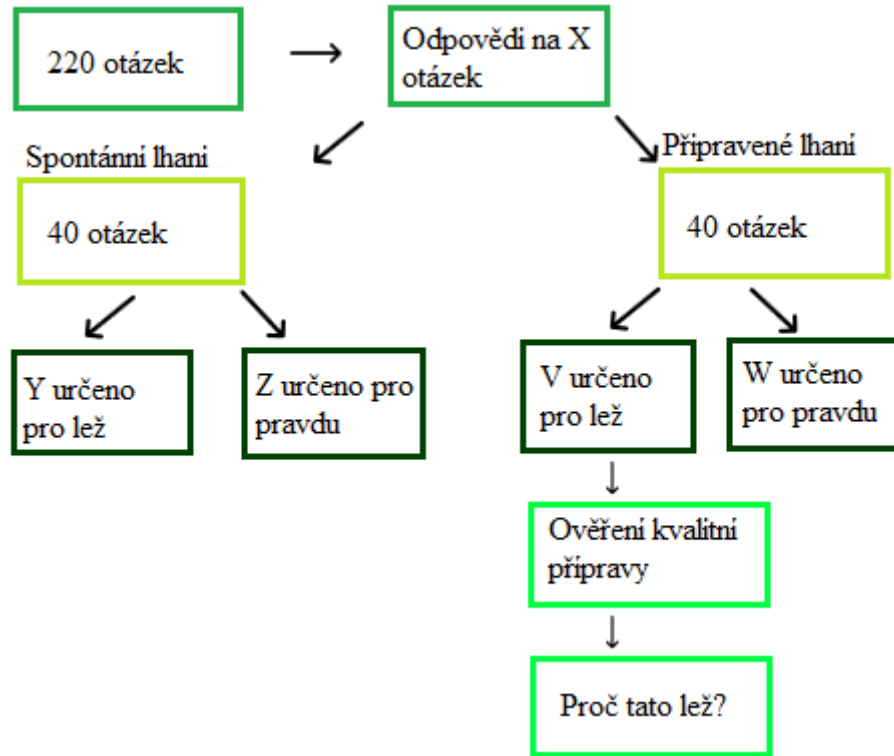 220 otázek
Odpovědi na X
otázek
Spontánní lhani
40 otázek
Připravené lhaní
40 otázek
Y určeno
pro lež
Z určeno pro
pravdu
V určeno
pro lež
W určeno
pro pravdu
Ověření kvalitní
přípravy
Proč tato lež?